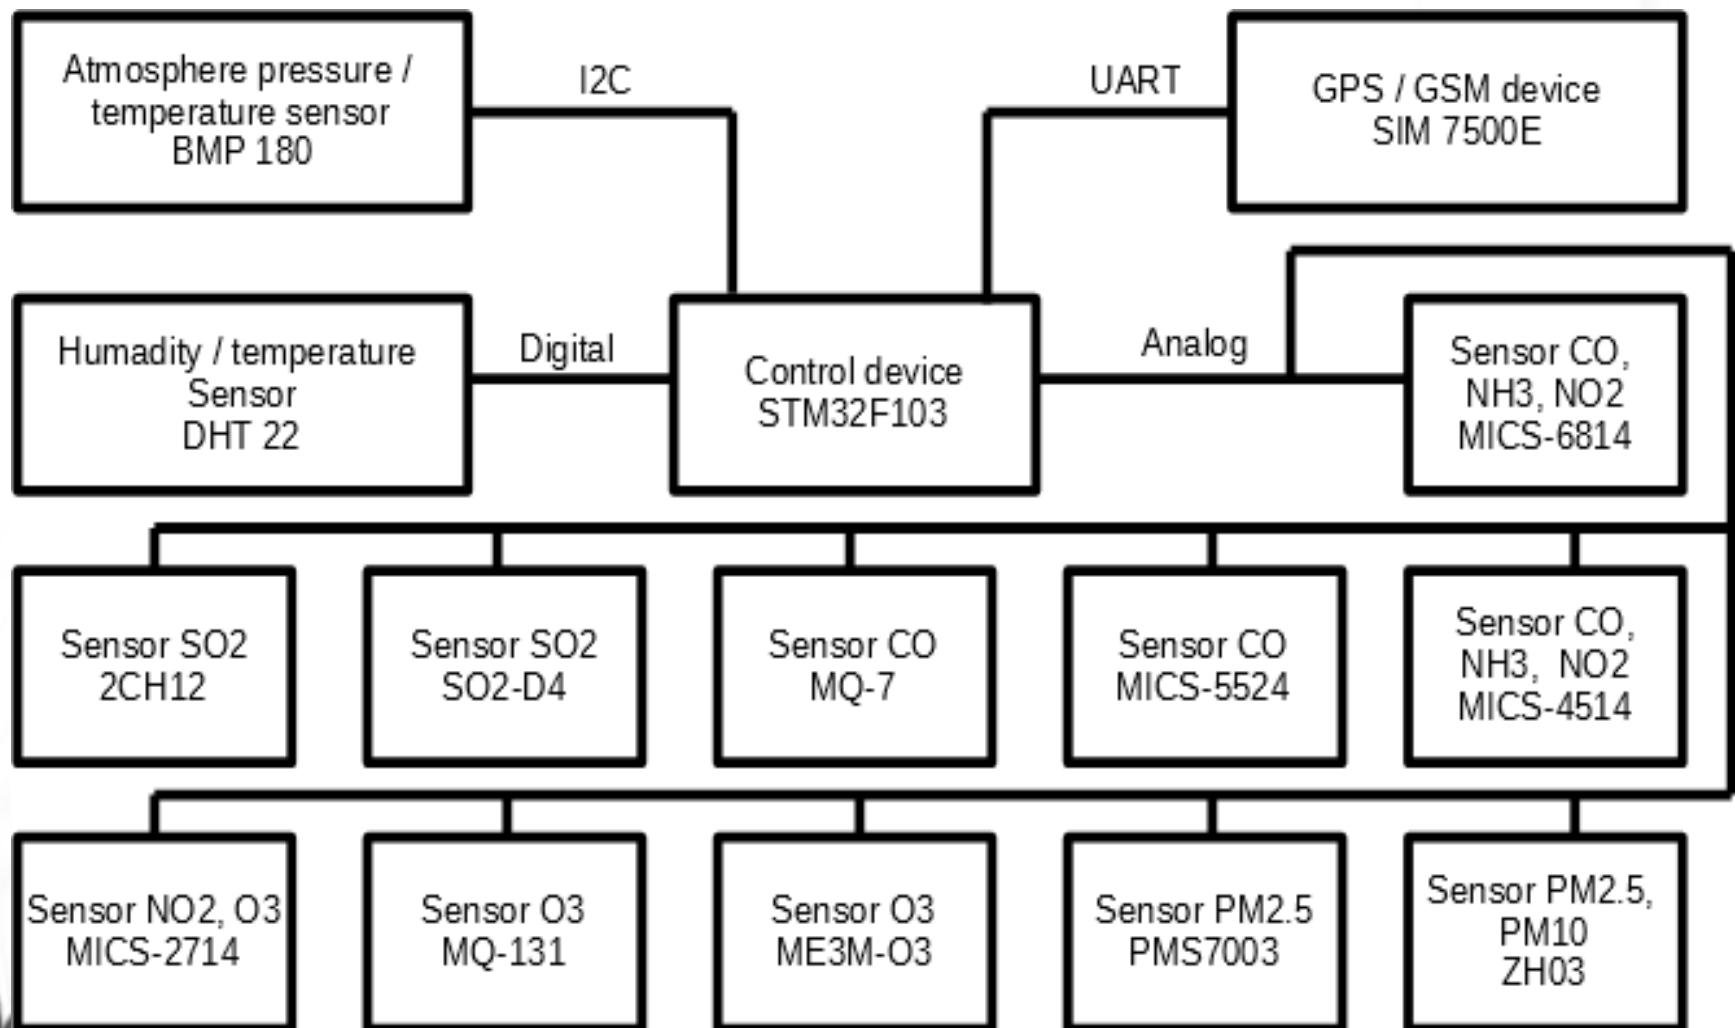 Atmosphere pressure /
temperature sensor
BMP 180
I2C
UART
GPS / GSM device
SIM 7500E
Humadity / temperature
Sensor
DHT 22
Digital
Control device
STM32F103
Analog
Sensor CO,
NH3, NO2
MICS-6814
Sensor SO2
2CH12
Sensor SO2
SO2-D4
Sensor CO
MQ-7
Sensor CO
MICS-5524
Sensor CO,
NH3, NO2
MICS-4514
Sensor NO2, O3
MICS-2714
Sensor O3
MQ-131
Sensor O3
ME3M-O3
Sensor PM2.5
PMS7003
Sensor PM2.5,
PM10
ZH03